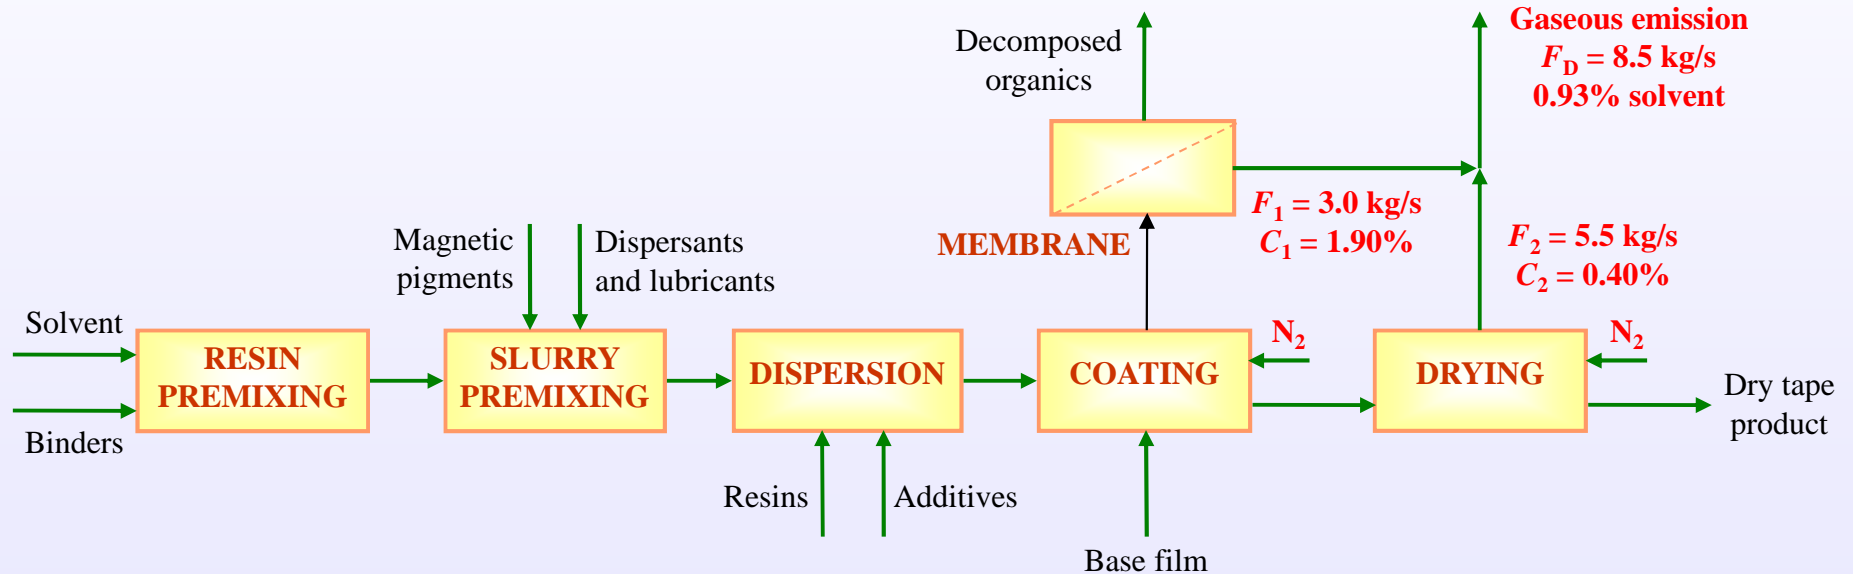 Decomposed
organics
Gaseous emission
F_D = 8.5 kg/s
0.93% solvent
F_1 = 3.0 kg/s
C_1 = 1.90%
MEMBRANE
F_2 = 5.5 kg/s
C_2 = 0.40%
Magnetic
pigments
Dispersants
and lubricants
Solvent
Binders
RESIN
PREMIXING
SLURRY
PREMIXING
DISPERSION
COATING
N_2
DRYING
N_2
Dry tape
product
Resins
Additives
Base film